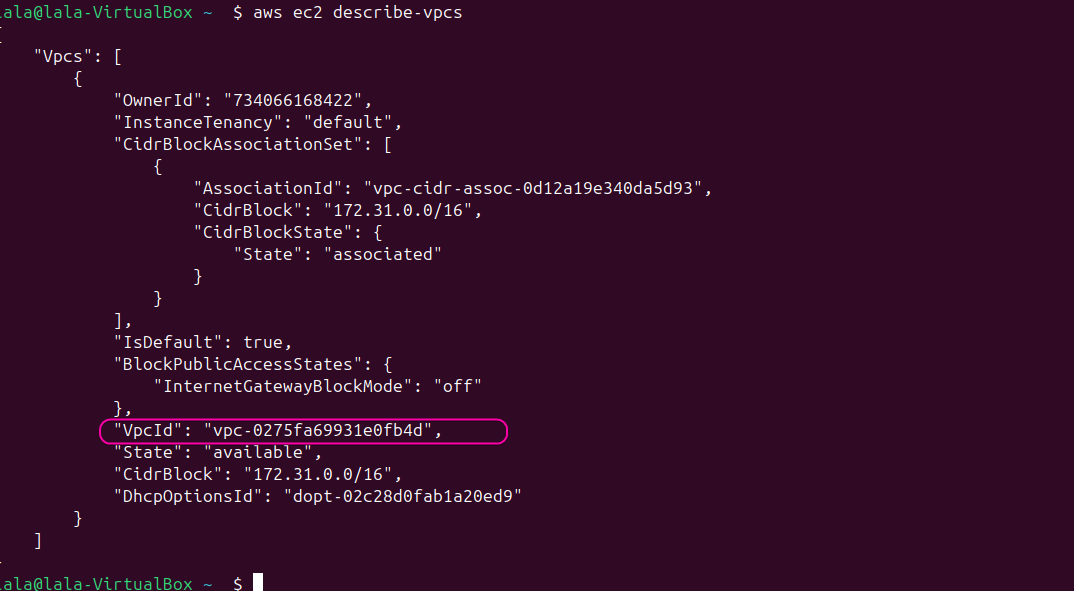 lala@lala-VirtualBox ~  $ aws ec2 describe-vpcs
    "Vpcs": [
        {
            "OwnerId": "734066168422",
            "InstanceTenancy": "default",
            "CidrBlockAssociationSet": [
                {
                    "AssociationId": "vpc-cidr-assoc-0d12a19e340da5d93",
                    "CidrBlock": "172.31.0.0/16",
                    "CidrBlockState": {
                        "State": "associated"
                    }
                }
            ],
            "IsDefault": true,
            "BlockPublicAccessStates": {
                "InternetGatewayBlockMode": "off"
            },
            "VpcId": "vpc-0275fa69931e0fb4d",
            "State": "available",
            "CidrBlock": "172.31.0.0/16",
            "DhcpOptionsId": "dopt-02c28d0fab1a20ed9"
        }
    ]
lala@lala-VirtualBox ~  $